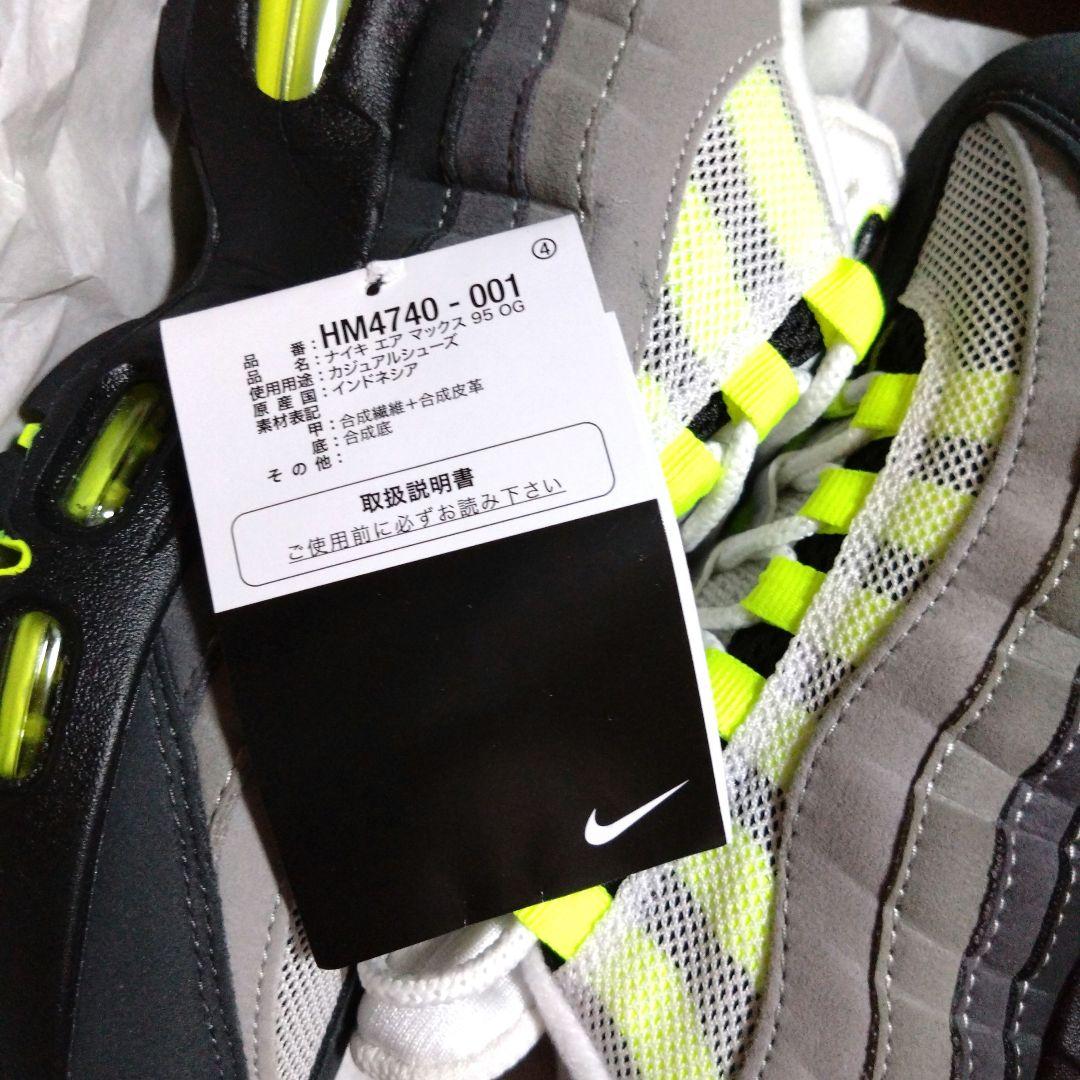 ④
品番:HM4740 - 001
品名:ナイキ エア マックス 95 OG
使用用途:カジュアルシューズ
原産国:インドネシア
素材表記
甲:合成繊維+合成皮革
底:合成底
その他:
取扱説明書
ご使用前に必ずお読み下さい